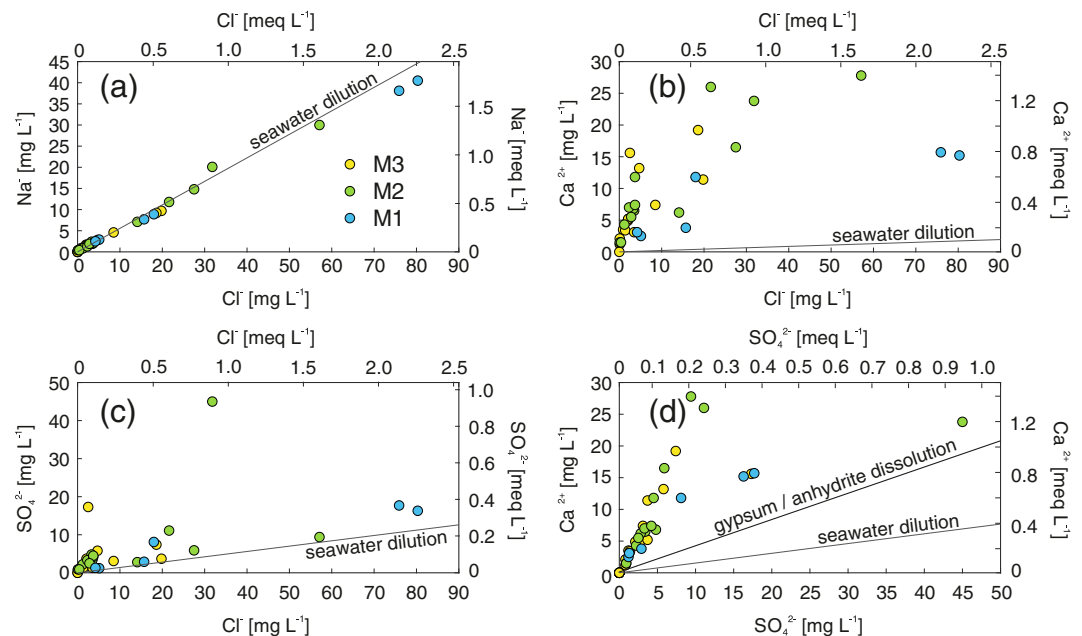 Cl⁻ [meq L⁻¹]
0 0.5 1 1.5 2 2.5
(a)
Na⁻ [mg L⁻¹]
45
40
35
30
25
20
15
10
5
0
seawater dilution
M3
M2
M1
Na⁻ [meq L⁻¹]
1.5
1
0.5
0
0 10 20 30 40 50 60 70 80 90
Cl⁻ [mg L⁻¹]
Cl⁻ [meq L⁻¹]
0 0.5 1 1.5 2 2.5
(b)
Ca²⁺ [mg L⁻¹]
30
25
20
15
10
5
0
seawater dilution
Ca²⁺ [meq L⁻¹]
1.2
0.8
0.4
0
0 10 20 30 40 50 60 70 80 90
Cl⁻ [mg L⁻¹]
Cl⁻ [meq L⁻¹]
0 0.5 1 1.5 2 2.5
(c)
SO₄²⁻ [mg L⁻¹]
50
40
30
20
10
0
seawater dilution
SO₄²⁻ [meq L⁻¹]
1.0
0.8
0.6
0.4
0.2
0
0 10 20 30 40 50 60 70 80 90
Cl⁻ [mg L⁻¹]
SO₄²⁻ [meq L⁻¹]
0 0.1 0.2 0.3 0.4 0.5 0.6 0.7 0.8 0.9 1.0
(d)
Ca²⁺ [mg L⁻¹]
30
25
20
15
10
5
0
gypsum / anhydrite dissolution
seawater dilution
Ca²⁺ [meq L⁻¹]
1.2
0.8
0.4
0
0 5 10 15 20 25 30 35 40 45 50
SO₄²⁻ [mg L⁻¹]